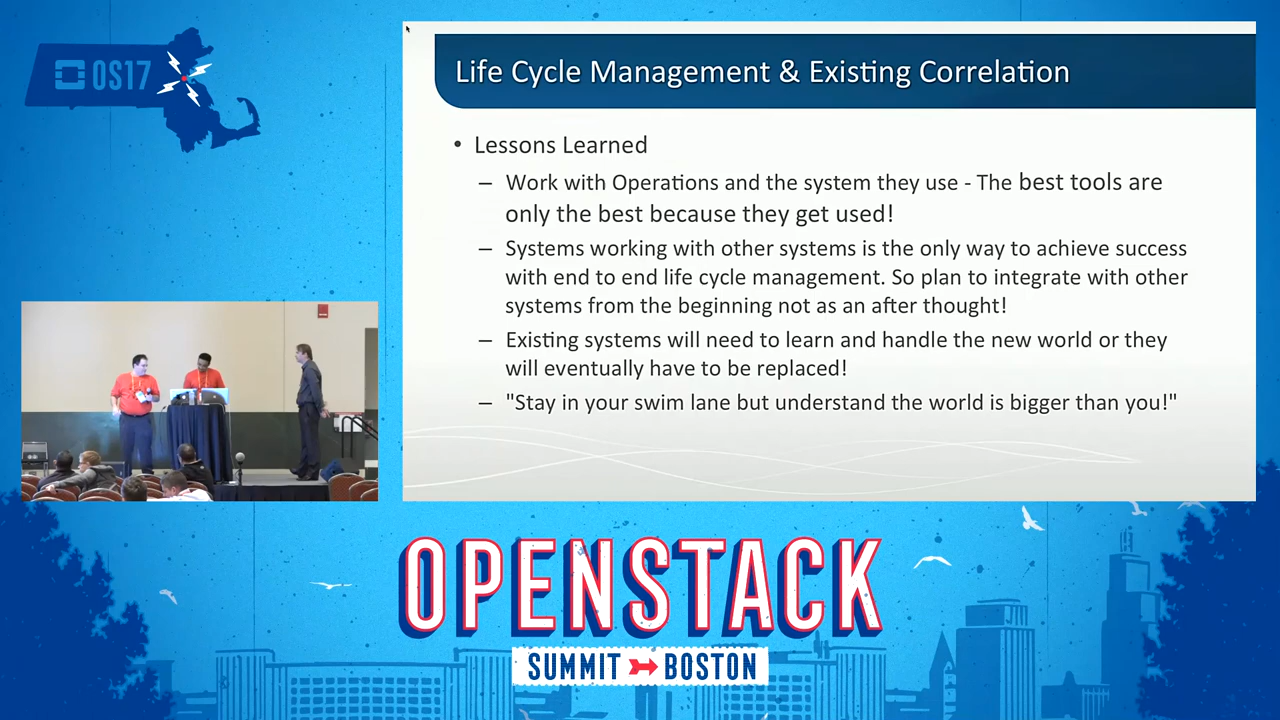 OS17
Life Cycle Management & Existing Correlation
• Lessons Learned
– Work with Operations and the system they use - The best tools are
only the best because they get used!
– Systems working with other systems is the only way to achieve success
with end to end life cycle management. So plan to integrate with other
systems from the beginning not as an after thought!
– Existing systems will need to learn and handle the new world or they
will eventually have to be replaced!
– "Stay in your swim lane but understand the world is bigger than you!"
OPENSTACK
SUMMIT BOSTON